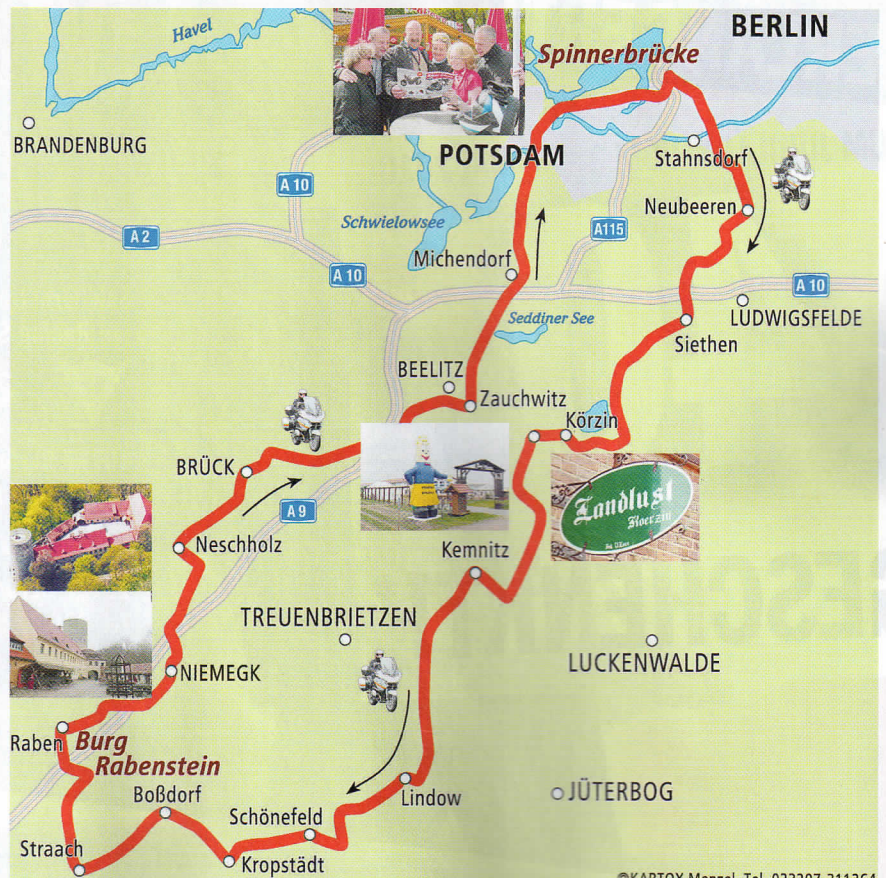 BERLIN
Havel
Spinnerbrücke
BRANDENBURG
POTSDAM
Stahnsdorf
A 10
Neubeeren
Schwielowsee
A 2
A115
Michendorf
A 10
A 10
Seddiner See
LUDWIGSFELDE
Siethen
BEELITZ
Zauchwitz
Körzin
BRÜCK
Landlust
Koerzin
A 9
Neschholz
Kemnitz
TREUENBRIETZEN
LUCKENWALDE
NIEMEGK
Raben
Burg
Rabenstein
Lindow
JÜTERBOG
Boßdorf
Schönefeld
Straach
Kropstädt